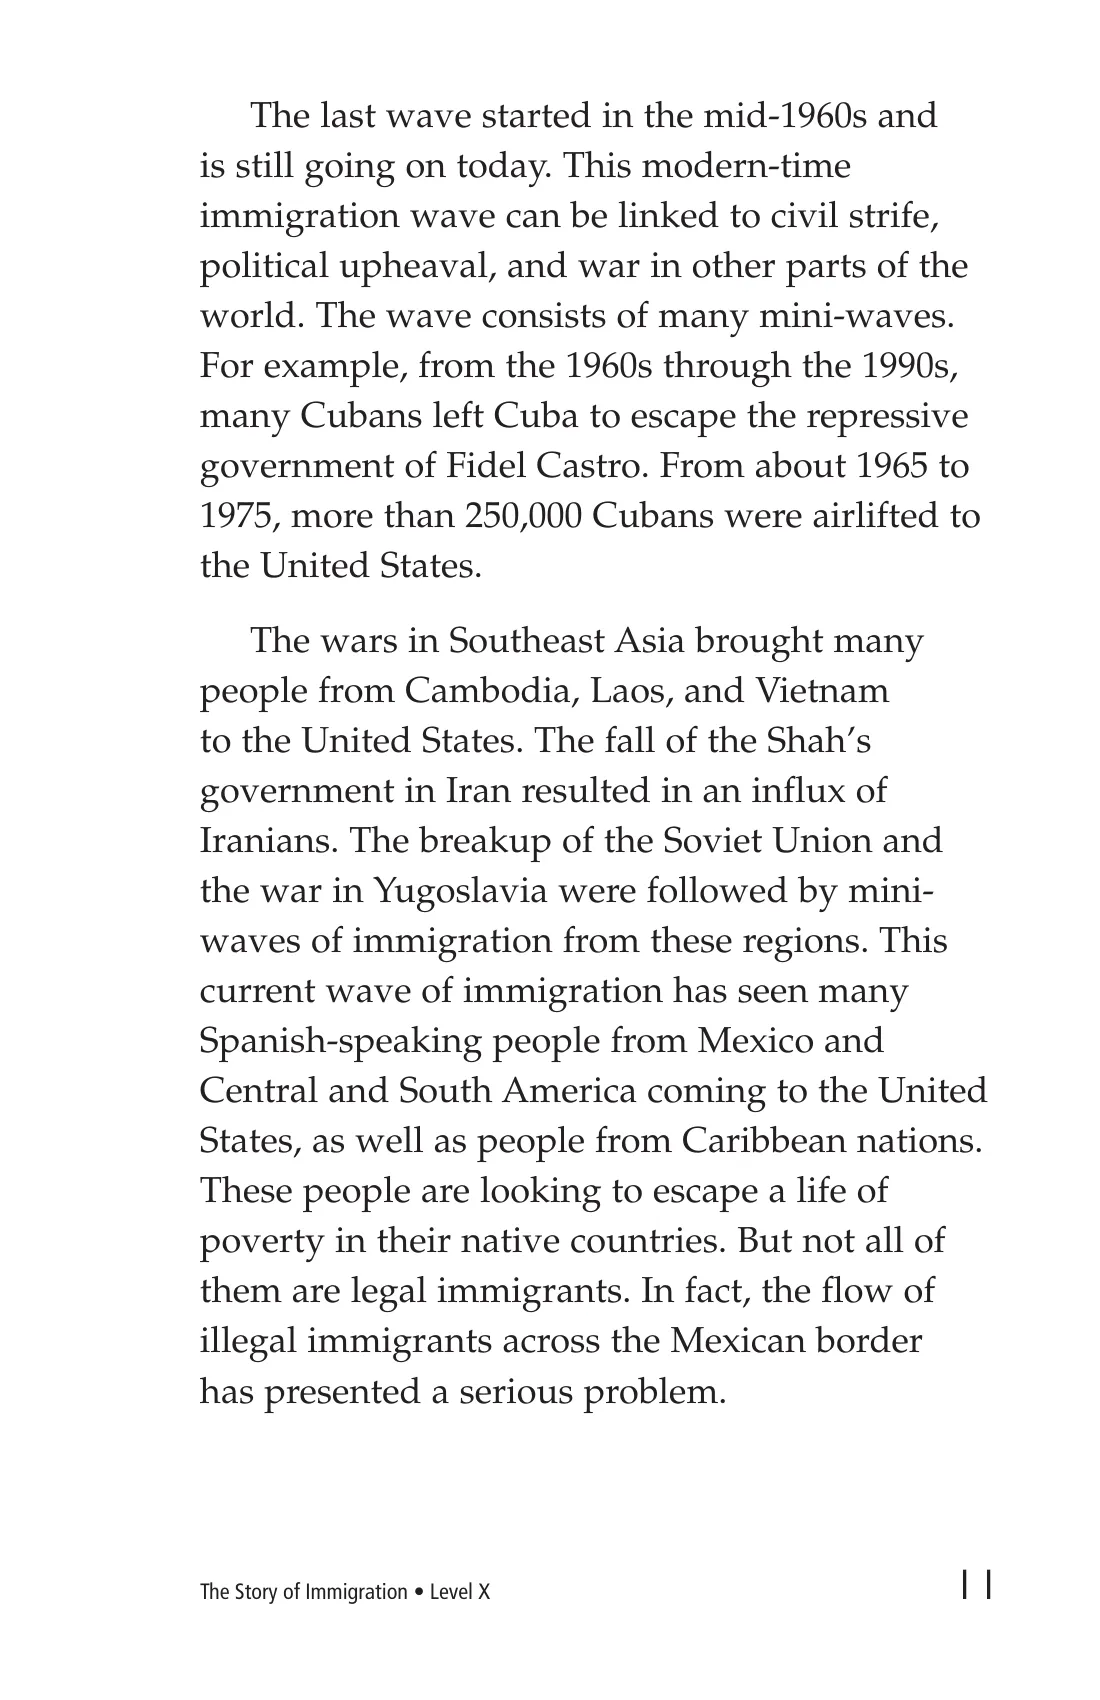 The last wave started in the mid-1960s and
is still going on today. This modern-time
immigration wave can be linked to civil strife,
political upheaval, and war in other parts of the
world. The wave consists of many mini-waves.
For example, from the 1960s through the 1990s,
many Cubans left Cuba to escape the repressive
government of Fidel Castro. From about 1965 to
1975, more than 250,000 Cubans were airlifted to
the United States.
The wars in Southeast Asia brought many
people from Cambodia, Laos, and Vietnam
to the United States. The fall of the Shah’s
government in Iran resulted in an influx of
Iranians. The breakup of the Soviet Union and
the war in Yugoslavia were followed by mini-
waves of immigration from these regions. This
current wave of immigration has seen many
Spanish-speaking people from Mexico and
Central and South America coming to the United
States, as well as people from Caribbean nations.
These people are looking to escape a life of
poverty in their native countries. But not all of
them are legal immigrants. In fact, the flow of
illegal immigrants across the Mexican border
has presented a serious problem.
The Story of Immigration • Level X
11